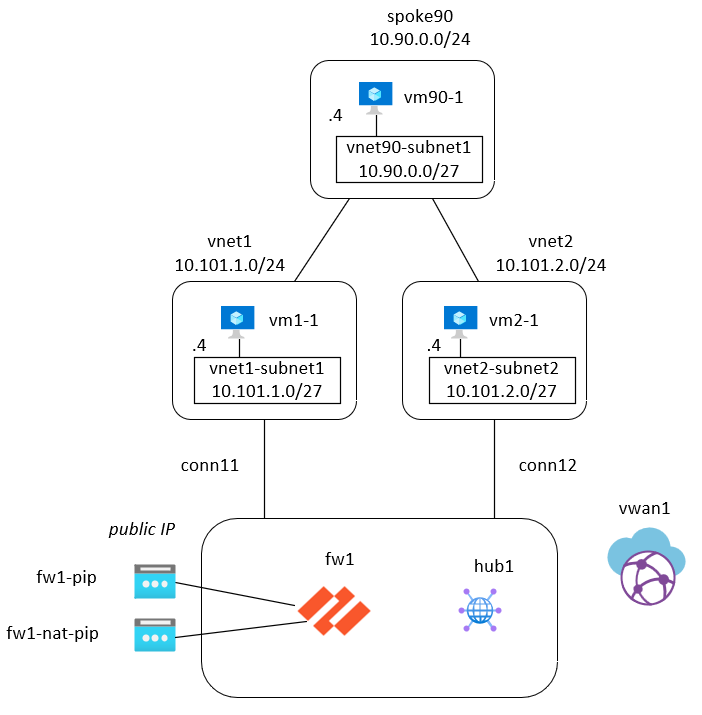 spoke90
10.90.0.0/24
vm90-1
.4
vnet90-subnet1
10.90.0.0/27
vnet1
10.101.1.0/24
vnet2
10.101.2.0/24
vm1-1
.4
vnet1-subnet1
10.101.1.0/27
vm2-1
.4
vnet2-subnet2
10.101.2.0/27
conn11
conn12
public IP
fw1-pip
fw1-nat-pip
fw1
hub1
vwan1